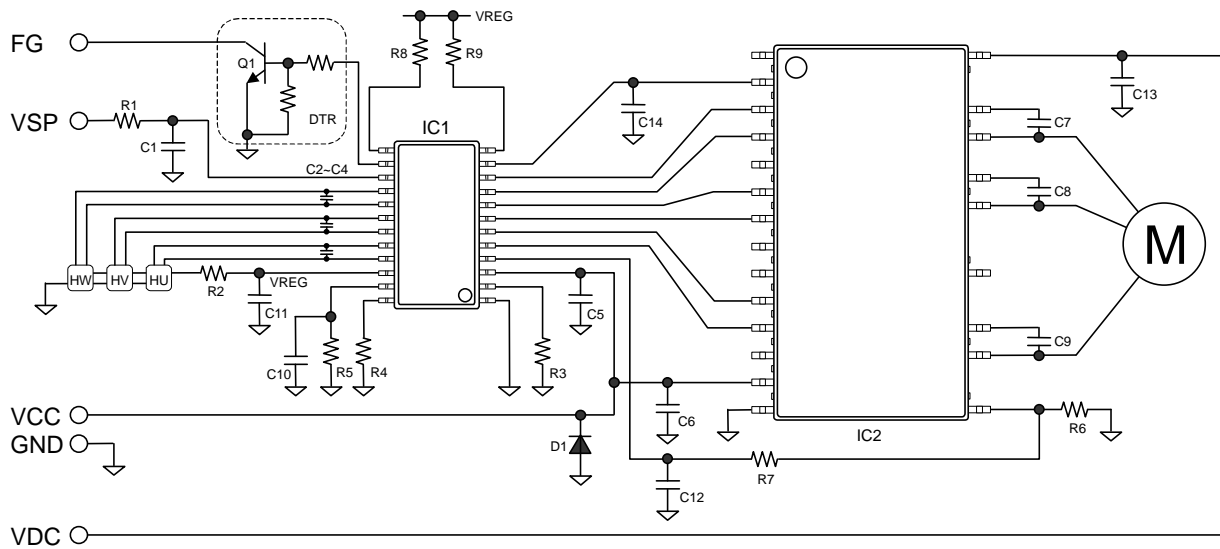 VREG
FG
R8
R9
Q1
R1
VSP
DTR
IC1
C14
C13
C7
C1
C2~C4
C8
M
HW
HV
HU
R2
VREG
C11
C5
C10
R5
R4
R3
C9
VCC
GND
D1
C6
IC2
R6
R7
C12
VDC